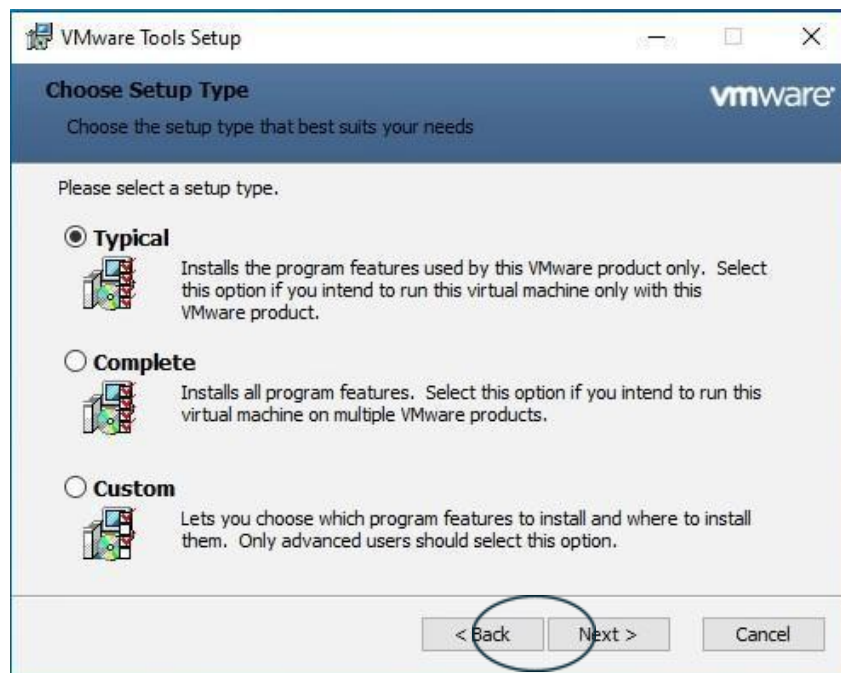 VMware Tools Setup
Choose Setup Type
vmware
Choose the setup type that best suits your needs
Please select a setup type.
Typical
Installs the program features used by this VMware product only. Select
this option if you intend to run this virtual machine only with this
VMware product.
Complete
Installs all program features. Select this option if you intend to run this
virtual machine on multiple VMware products.
Custom
Lets you choose which program features to install and where to install
them. Only advanced users should select this option.
< Back Next > Cancel